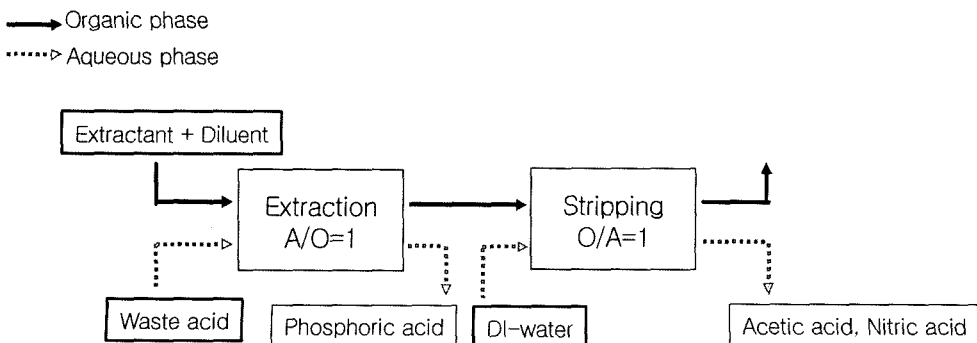 Organic phase
Aqueous phase
Extractant + Diluent
Extraction
A/O=1
Stripping
O/A=1
Waste acid
Phosphoric acid
DI-water
Acetic acid, Nitric acid